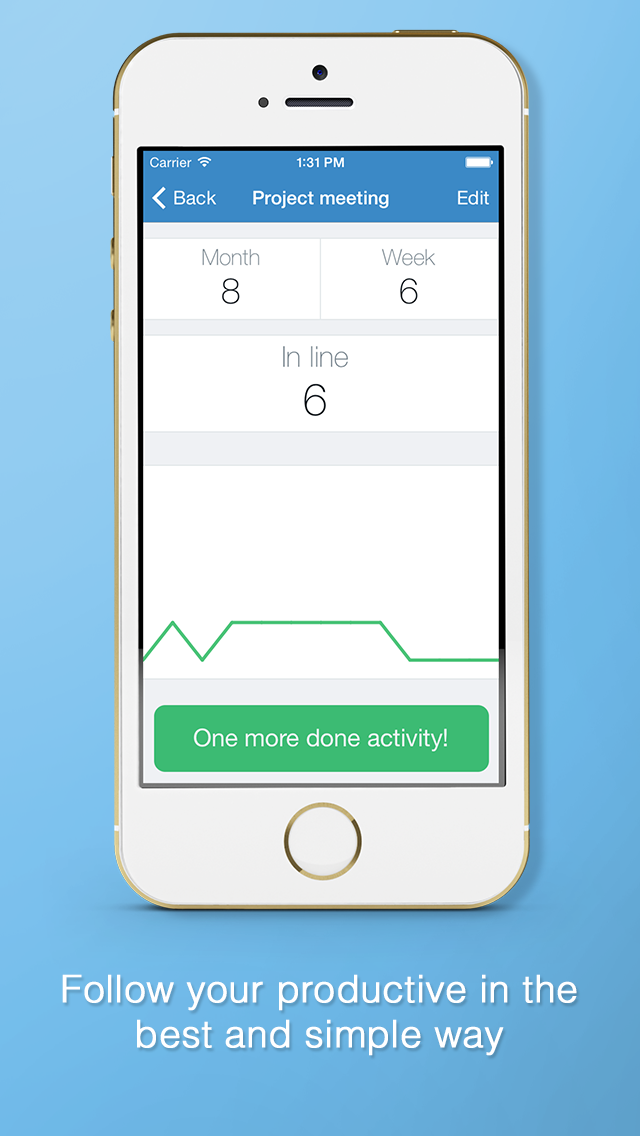 Carrier 1:31 PM
Back Project meeting Edit
Month Week
8 6
In line
6
One more done activity!
Follow your productive in the
best and simple way